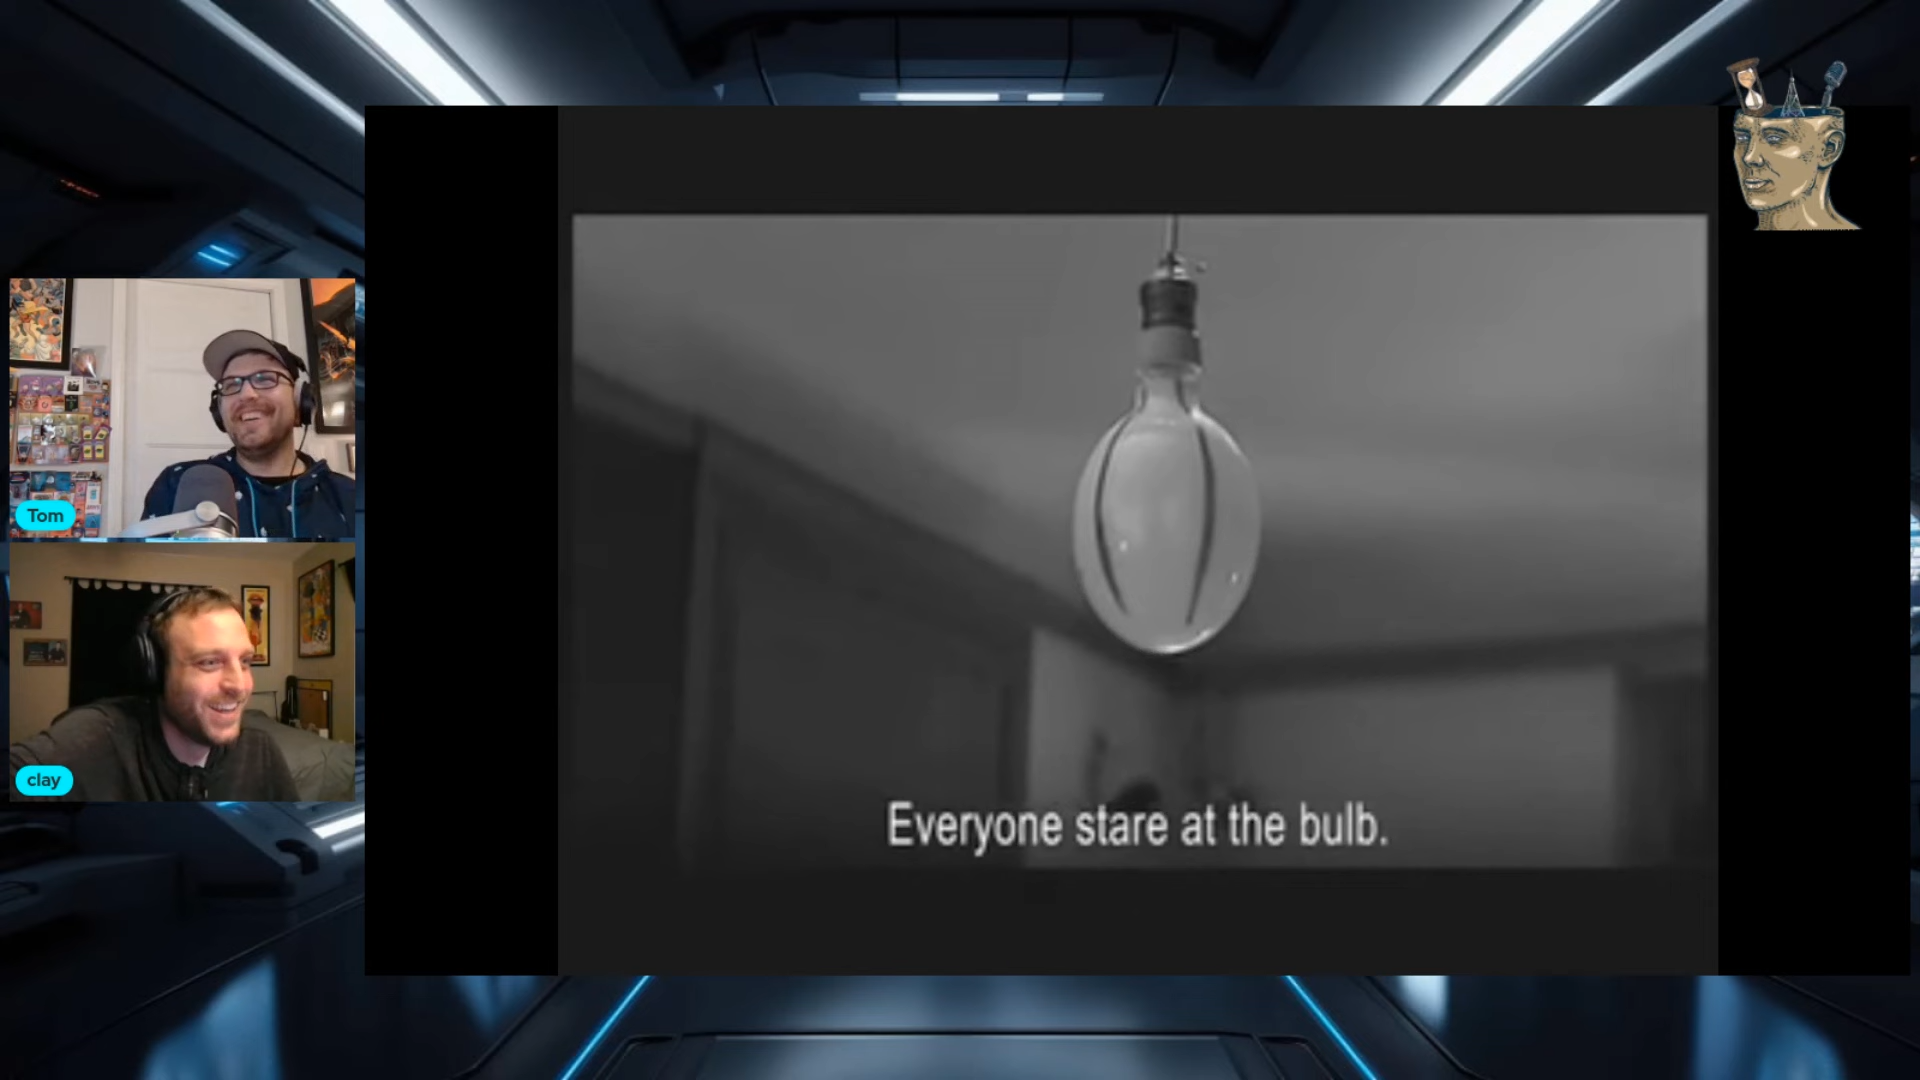 Tom
clay
Everyone stare at the bulb.